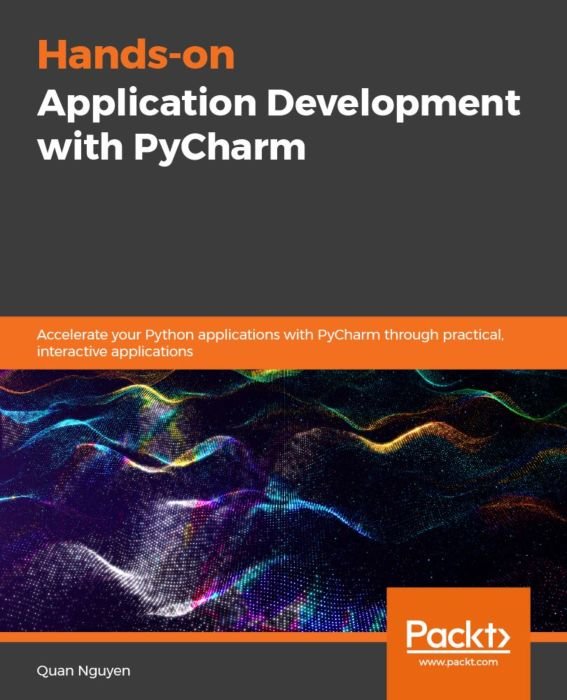 Hands-on
Application Development
with PyCharm
Accelerate your Python applications with PyCharm through practical,
interactive applications
Packt>
www.packt.com
Quan Nguyen